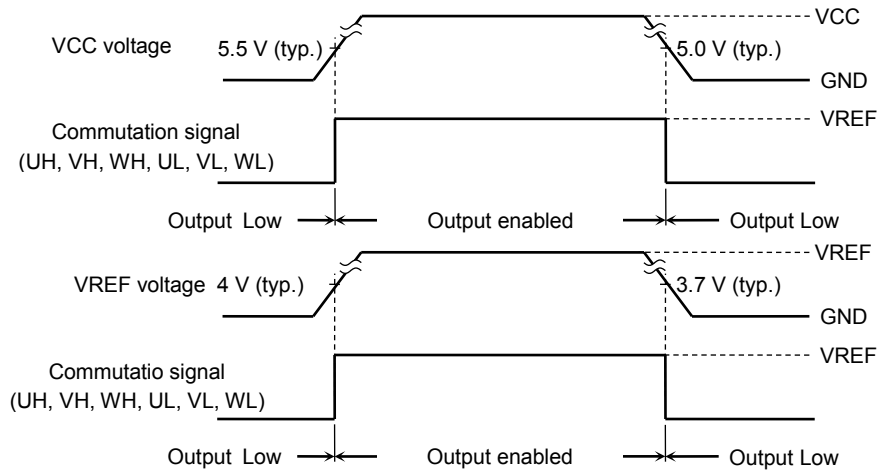 VCC
VCC voltage 5.5 V (typ.) 5.0 V (typ.)
GND
VREF
Commutation signal
(UH, VH, WH, UL, VL, WL)
Output Low Output enabled Output Low
VREF
VREF voltage 4 V (typ.) 3.7 V (typ.)
GND
VREF
Commutatio signal
(UH, VH, WH, UL, VL, WL)
Output Low Output enabled Output Low